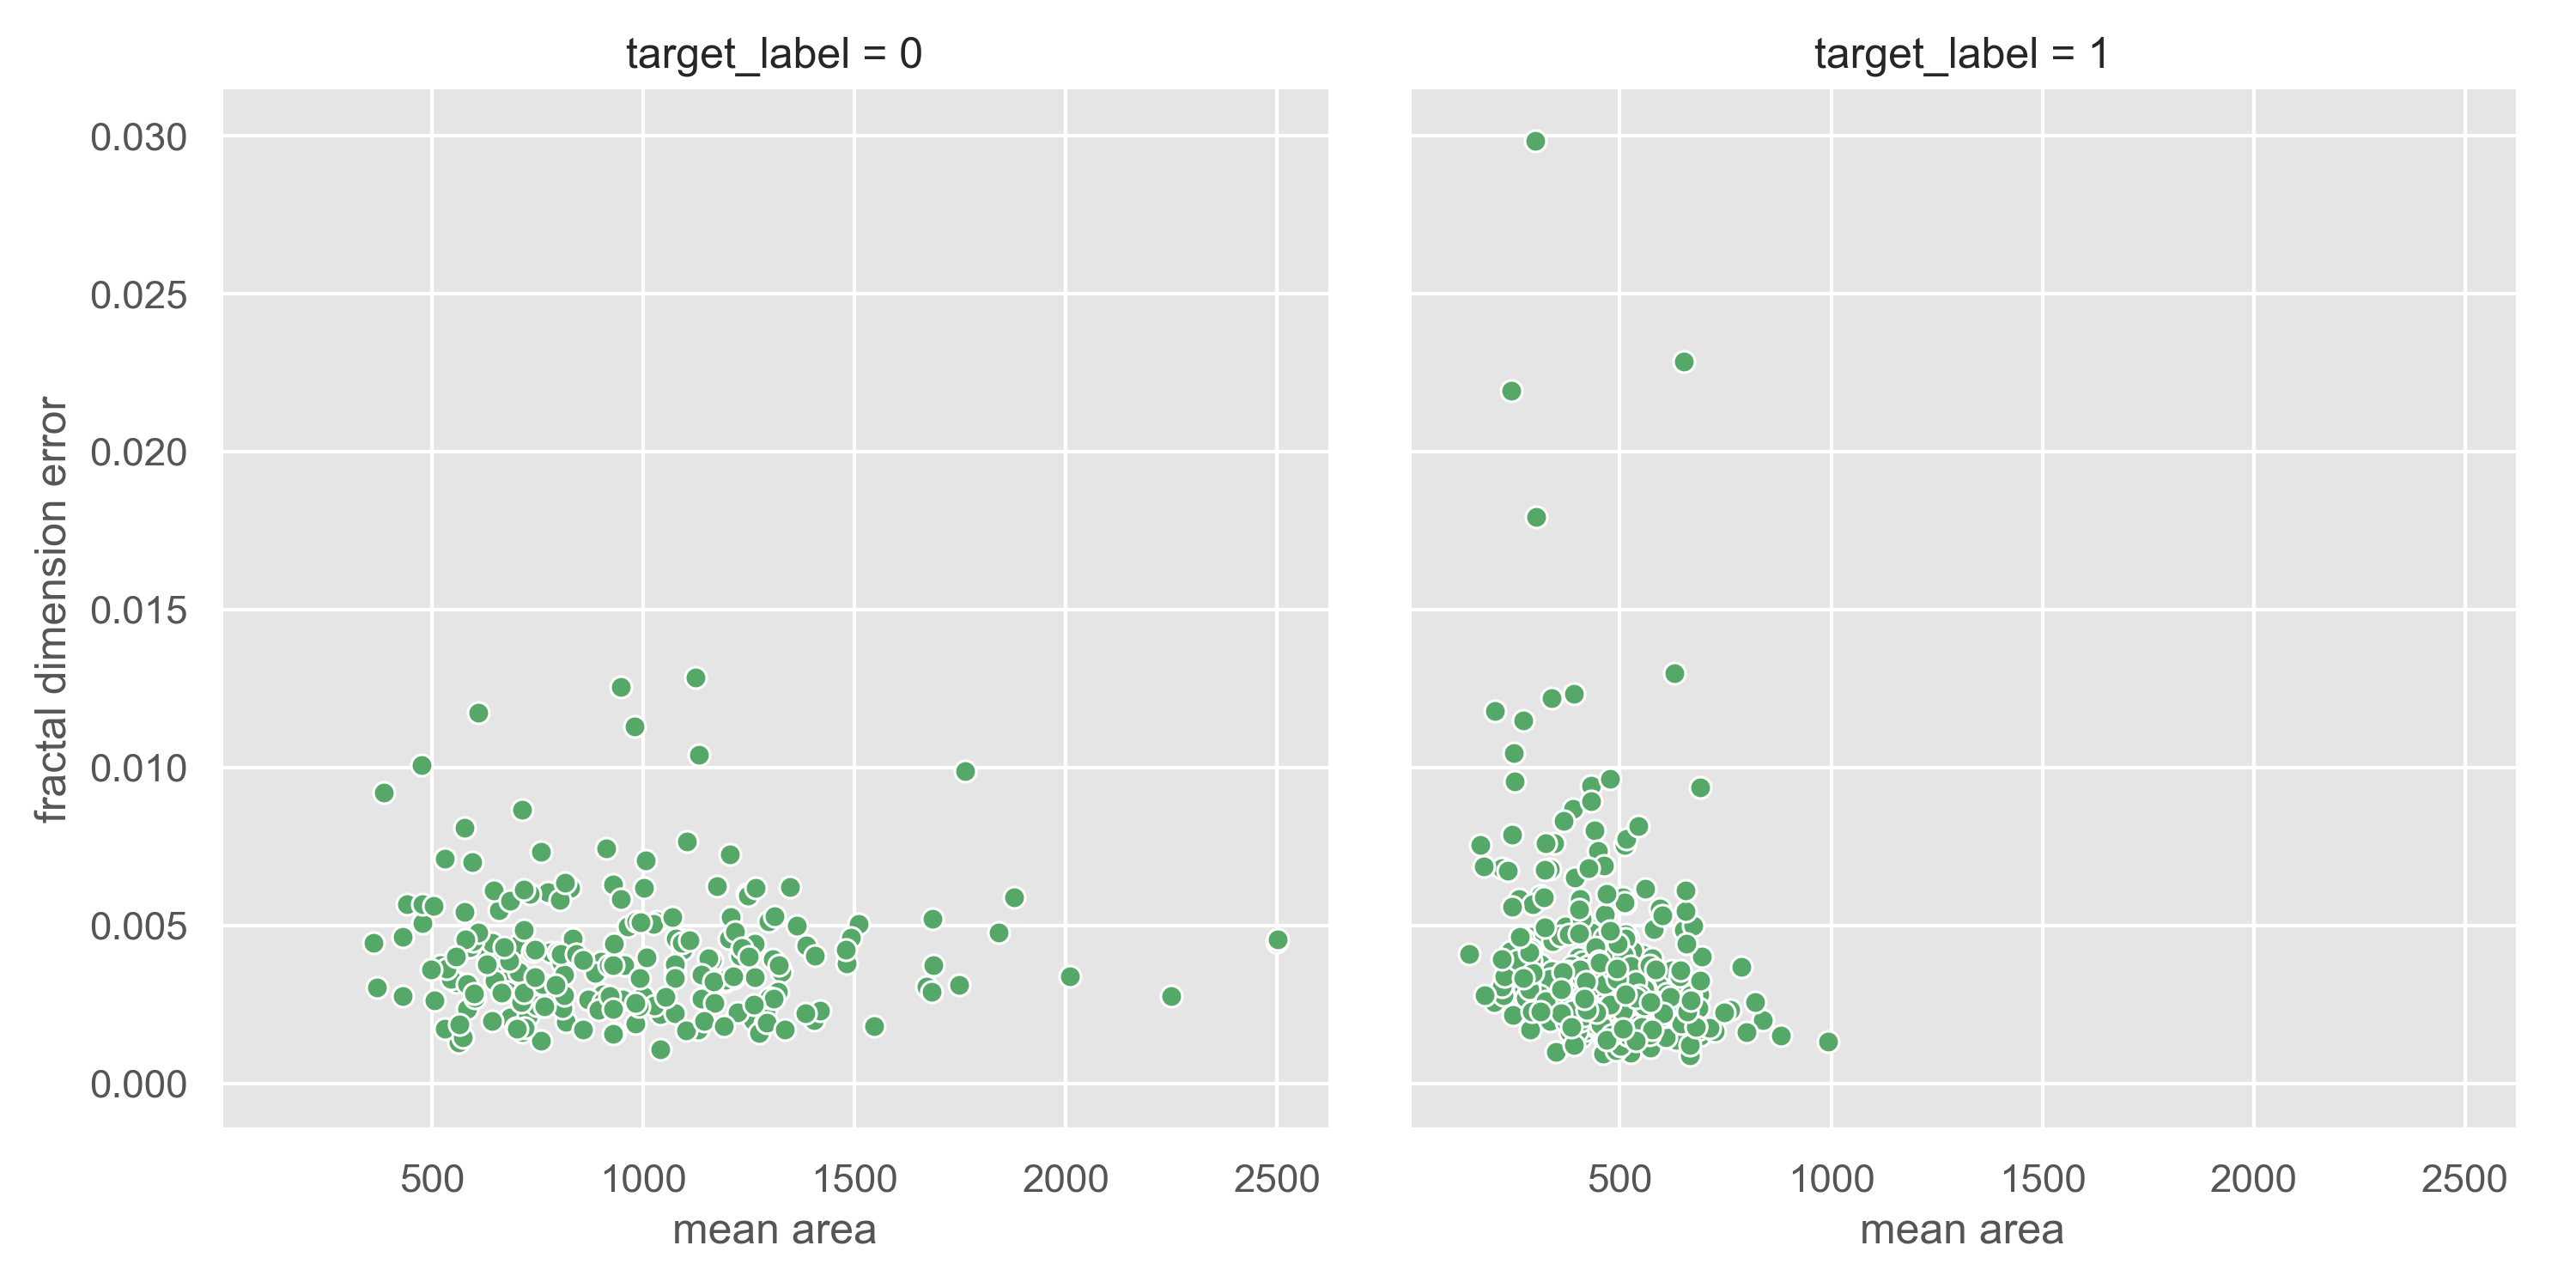 target_label = 0
target_label = 1
0.030
0.025
0.020
0.015
0.010
0.005
0.000
fractal dimension error
500 1000 1500 2000 2500
500 1000 1500 2000 2500
mean area
mean area